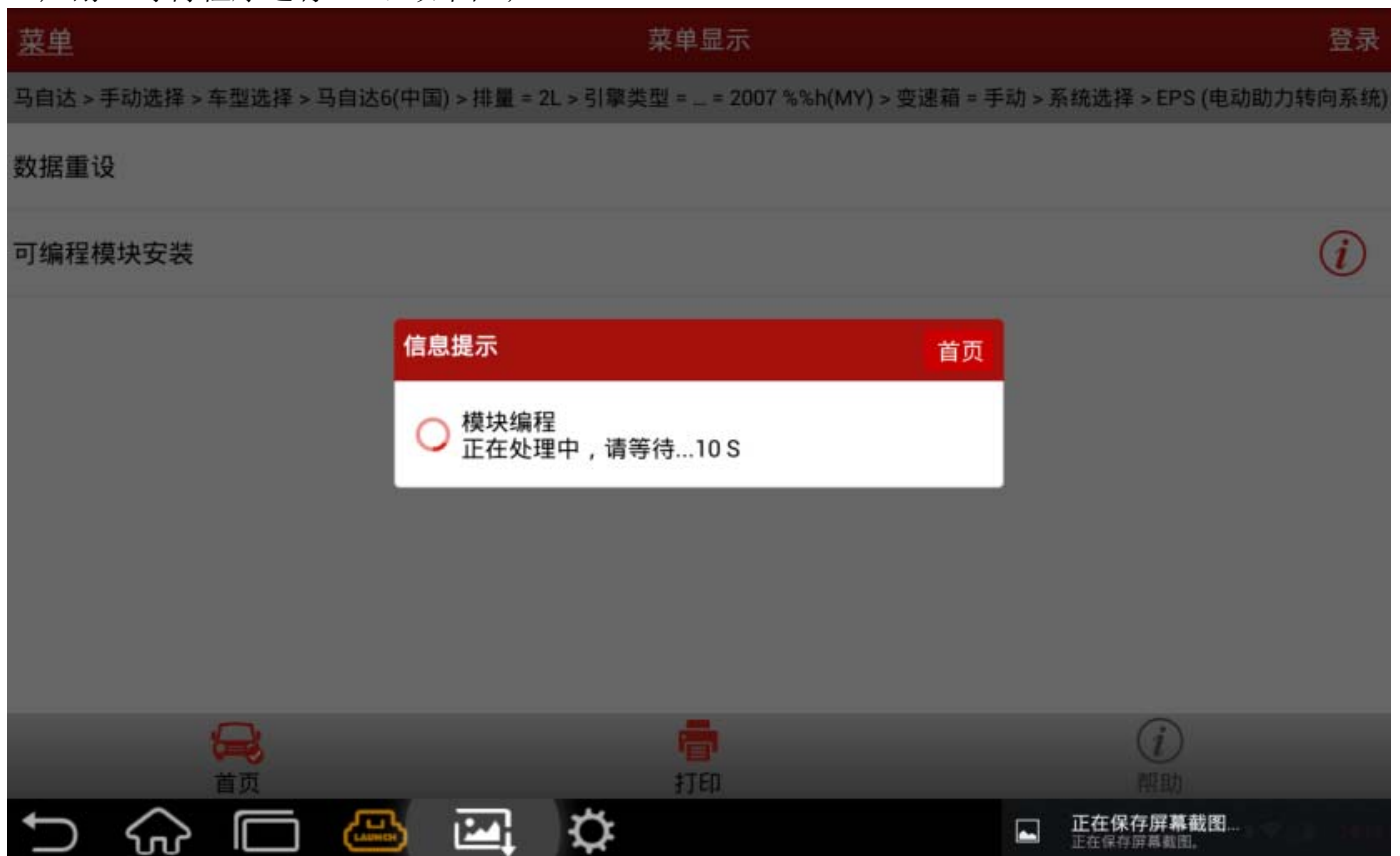 菜单
菜单显示
登录
马自达 > 手动选择 > 车型选择 > 马自达6(中国) > 排量 = 2L > 引擎类型 = _ = 2007 %%h(MY) > 变速箱 = 手动 > 系统选择 > EPS (电动助力转向系统)
数据重设
可编程模块安装
i
信息提示
首页
模块编程
正在处理中，请等待...10 S
首页
打印
i
帮助
LAUNCH
正在保存屏幕截图...
正在保存屏幕截图。